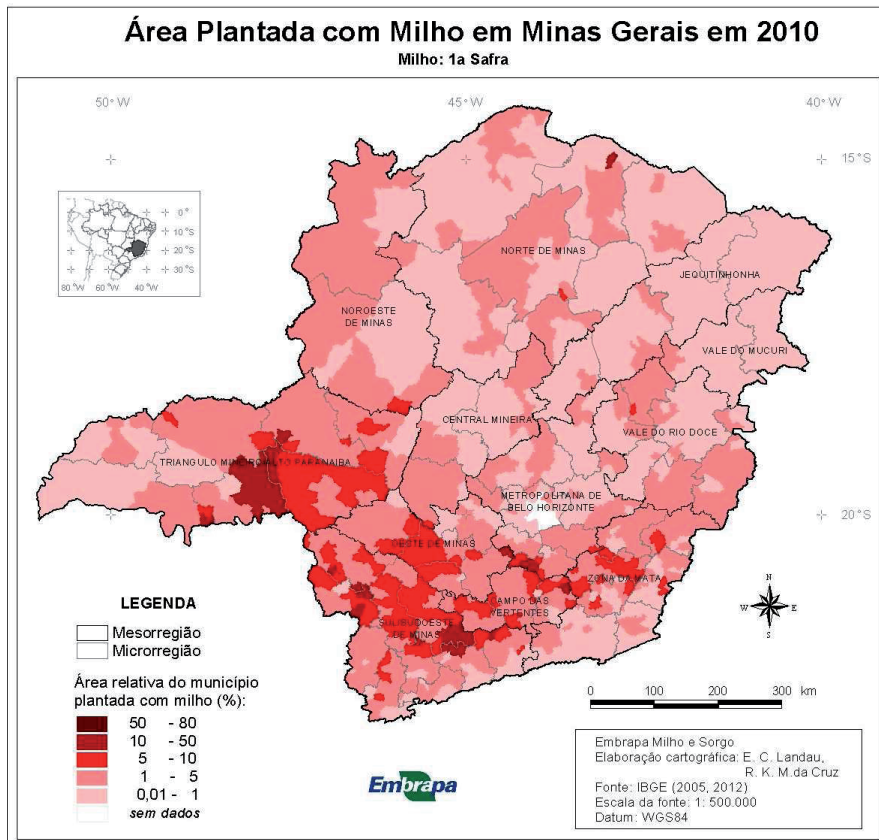 Área Plantada com Milho em Minas Gerais em 2010
Milho: 1a Safra
50° W
45° W
40° W
15° S
0°
10° S
20° S
30° S
80° W 60° W 40° W
NORTE DE MINAS
JEQUITINHONHA
NOROESTE
DE MINAS
VALE DO MUCURI
CENTRAL MINEIRA
VALE DO RIO DOCE
TRIANGULO MINEIRO/ALTO PARANAIBA
METROPOLITANA DE
BELO HORIZONTE
20° S
OESTE DE MINAS
ZONA DA MATA
CAMPO DAS
VERTENTES
SUL/SUDOESTE
DE MINAS
N
W E
S
LEGENDA
Mesorregião
Microrregião
Área relativa do município
plantada com milho (%):
50 - 80
10 - 50
5 - 10
1 - 5
0,01 - 1
sem dados
0 100 200 300 km
Embrapa
Embrapa Milho e Sorgo
Elaboração cartográfica: E. C. Landau,
R. K. M.da Cruz
Fonte: IBGE (2005, 2012)
Escala da fonte: 1: 500.000
Datum: WGS84